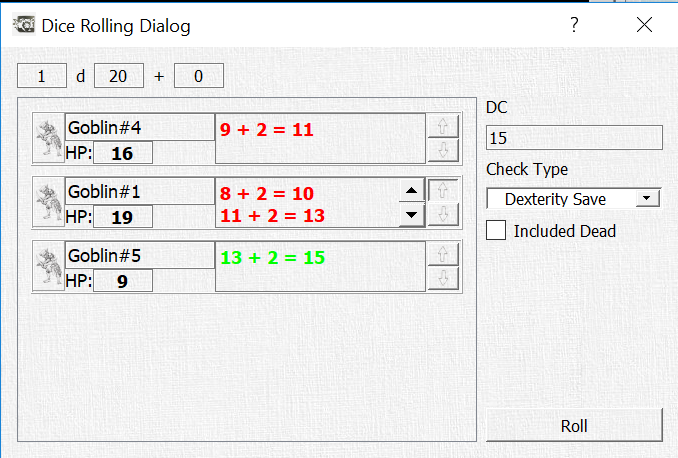 Dice Rolling Dialog ?
1 d 20 + 0
DC
15
Check Type
Dexterity Save
Included Dead
Goblin#4
HP: 16
9 + 2 = 11
Goblin#1
HP: 19
8 + 2 = 10
11 + 2 = 13
Goblin#5
HP: 9
13 + 2 = 15
Roll